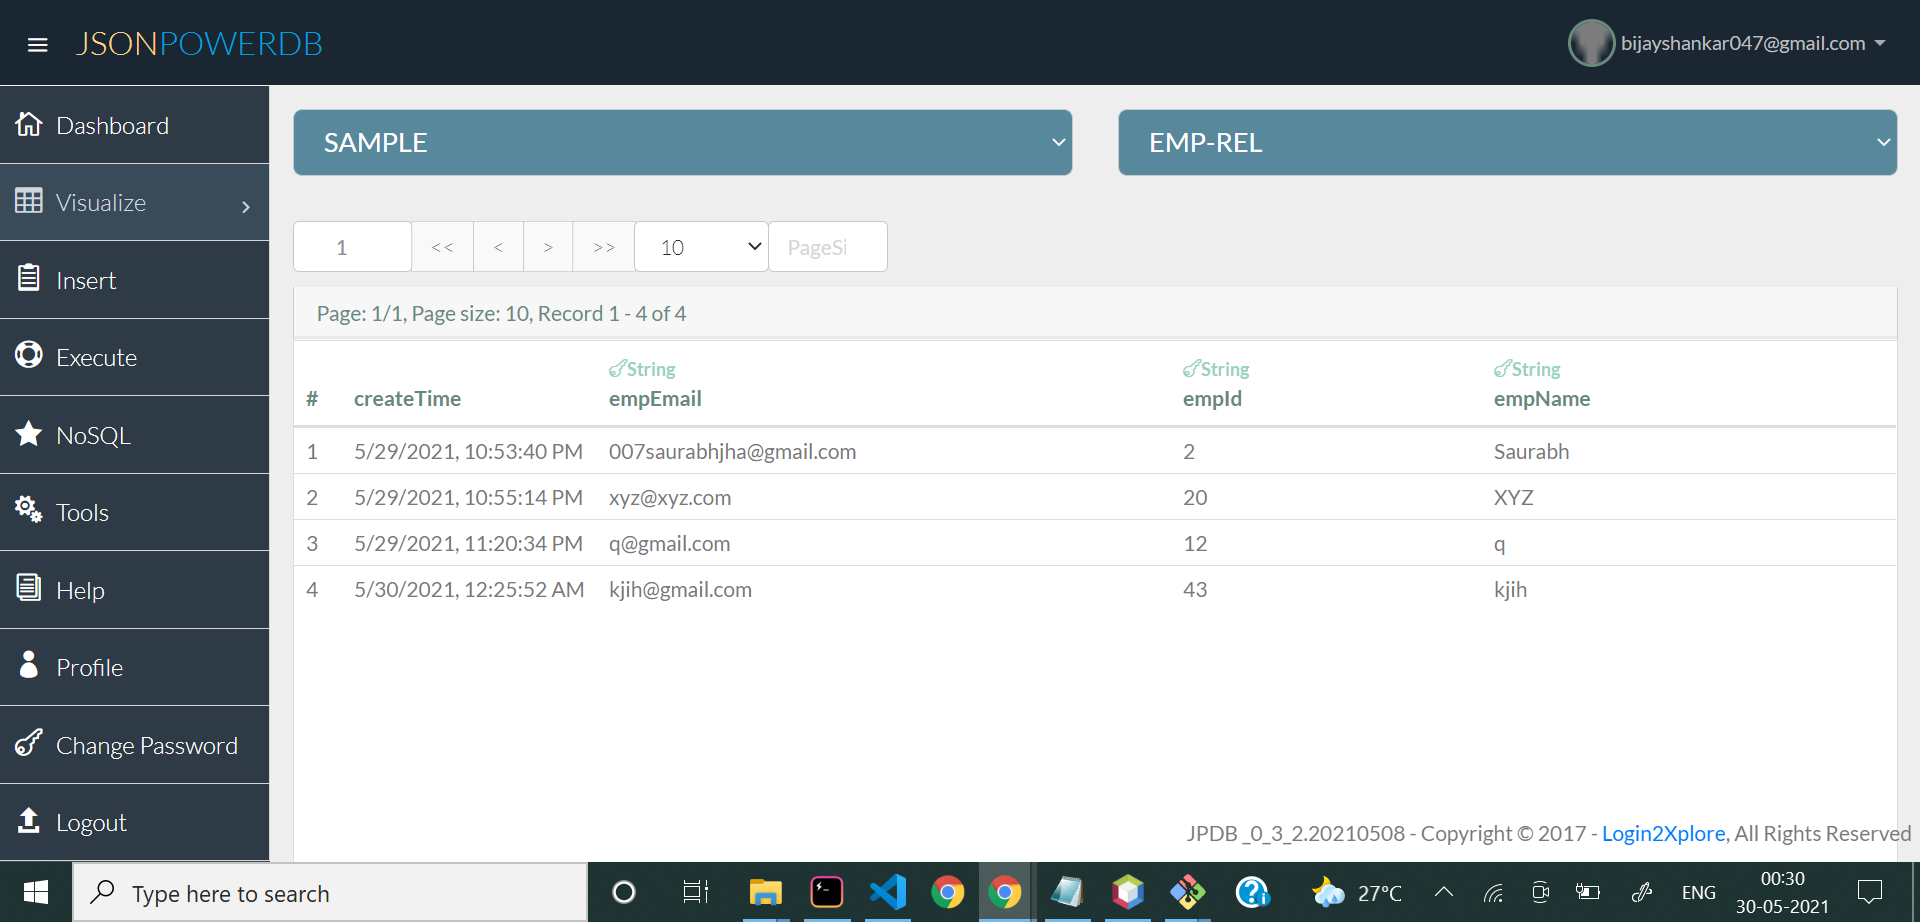 JSONPOWERDB
bijayshankar047@gmail.com
Dashboard
Visualize
Insert
Execute
NoSQL
Tools
Help
Profile
Change Password
Logout
SAMPLE
EMP-REL
1 << < > >> 10 PageSi
Page: 1/1, Page size: 10, Record 1 - 4 of 4
String String String
# createTime empEmail empId empName
1 5/29/2021, 10:53:40 PM 007saurabhjha@gmail.com 2 Saurabh
2 5/29/2021, 10:55:14 PM xyz@xyz.com 20 XYZ
3 5/29/2021, 11:20:34 PM q@gmail.com 12 q
4 5/30/2021, 12:25:52 AM kjih@gmail.com 43 kjih
JPDB _0_3_2.20210508 - Copyright © 2017 - Login2Xplore, All Rights Reserved
Type here to search
27°C
ENG
00:30
30-05-2021